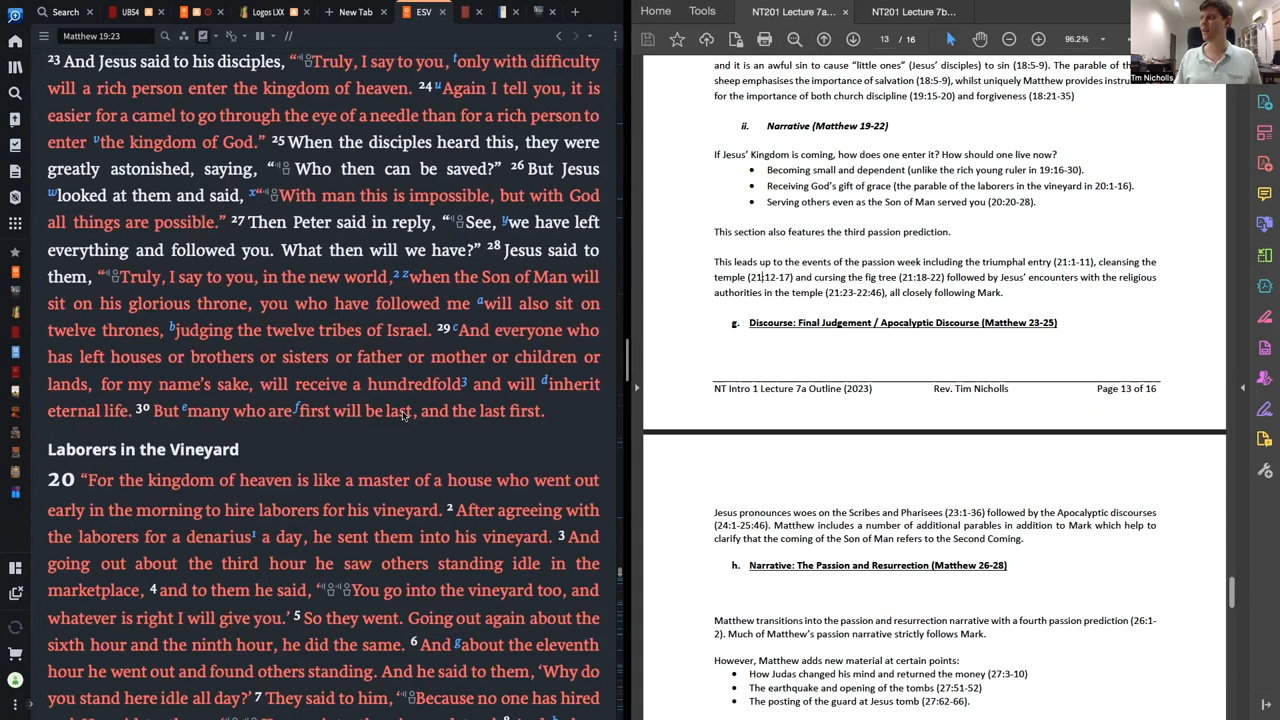 Search
UBS4 A
A
Logos LXX A
New Tab
ESV
Matthew 19:23
A
23 And Jesus said to his disciples, “Truly, I say to you, tonly with difficulty
will a rich person enter the kingdom of heaven. 24 u Again I tell you, it is
easier for a camel to go through the eye of a needle than for a rich person to
enter vthe kingdom of God.” 25 When the disciples heard this, they were
greatly astonished, saying, “Who then can be saved?” 26 But Jesus
wlooked at them and said, x“With man this is impossible, but with God
all things are possible.” 27 Then Peter said in reply, “See, ywe have left
everything and followed you. What then will we have?” 28 Jesus said to
them, “Truly, I say to you, in the new world,2 zwhen the Son of Man will
sit on his glorious throne, you who have followed me awill also sit on
twelve thrones, bjudging the twelve tribes of Israel. 29 cAnd everyone who
has left houses or brothers or sisters or father or mother or children or
lands, for my name’s sake, will receive a hundredfold3 and will dinherit
eternal life. 30 But emany who are ffirst will be last, and the last first.
Laborers in the Vineyard
20 “For the kingdom of heaven is like a master of a house who went out
early in the morning to hire laborers for his vineyard. 2 After agreeing with
the laborers for a denarius1 a day, he sent them into his vineyard. 3 And
going out about the third hour he saw others standing idle in the
marketplace, 4 and to them he said, “You go into the vineyard too, and
whatever is right I will give you.’ 5 So they went. Going out again about the
sixth hour and the ninth hour, he did the same. 6 And gabout the eleventh
hour he went out and found others standing. And he said to them, ‘Why do
you stand here idle all day?’ 7 They said to him, ‘Because no one has hired
Home
Tools
NT201 Lecture 7a... ×
NT201 Lecture 7b...
13 / 16
96.2%
Tim Nicholls
and it is an awful sin to cause “little ones” (Jesus’ disciples) to sin (18:5-9). The parable of th
sheep emphasises the importance of salvation (18:5-9), whilst uniquely Matthew provides instru
for the importance of both church discipline (19:15-20) and forgiveness (18:21-35)
ii. Narrative (Matthew 19-22)
If Jesus’ Kingdom is coming, how does one enter it? How should one live now?
• Becoming small and dependent (unlike the rich young ruler in 19:16-30).
• Receiving God’s gift of grace (the parable of the laborers in the vineyard in 20:1-16).
• Serving others even as the Son of Man served you (20:20-28).
This section also features the third passion prediction.
This leads up to the events of the passion week including the triumphal entry (21:1-11), cleansing the
temple (21:12-17) and cursing the fig tree (21:18-22) followed by Jesus’ encounters with the religious
authorities in the temple (21:23-22:46), all closely following Mark.
g. Discourse: Final Judgement / Apocalyptic Discourse (Matthew 23-25)
NT Intro 1 Lecture 7a Outline (2023) Rev. Tim Nicholls Page 13 of 16
Jesus pronounces woes on the Scribes and Pharisees (23:1-36) followed by the Apocalyptic discourses
(24:1-25:46). Matthew includes a number of additional parables in addition to Mark which help to
clarify that the coming of the Son of Man refers to the Second Coming.
h. Narrative: The Passion and Resurrection (Matthew 26-28)
Matthew transitions into the passion and resurrection narrative with a fourth passion prediction (26:1-
2). Much of Matthew’s passion narrative strictly follows Mark.
However, Matthew adds new material at certain points:
• How Judas changed his mind and returned the money (27:3-10)
• The earthquake and opening of the tombs (27:51-52)
• The posting of the guard at Jesus tomb (27:62-66).